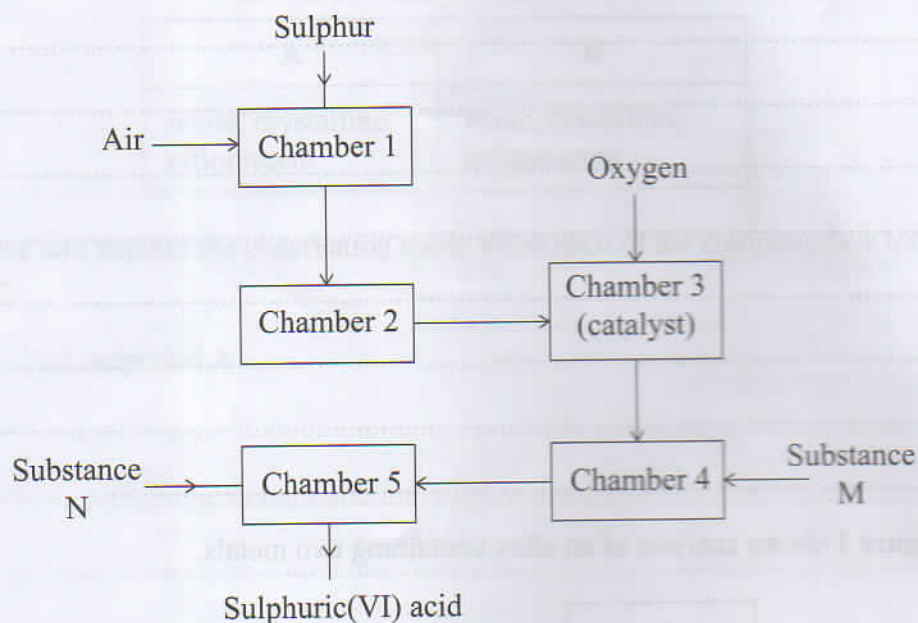 Sulphur
Air
Chamber 1
Oxygen
Chamber 2
Chamber 3
(catalyst)
Substance
N
Chamber 5
Chamber 4
Substance
M
Sulphuric(VI) acid